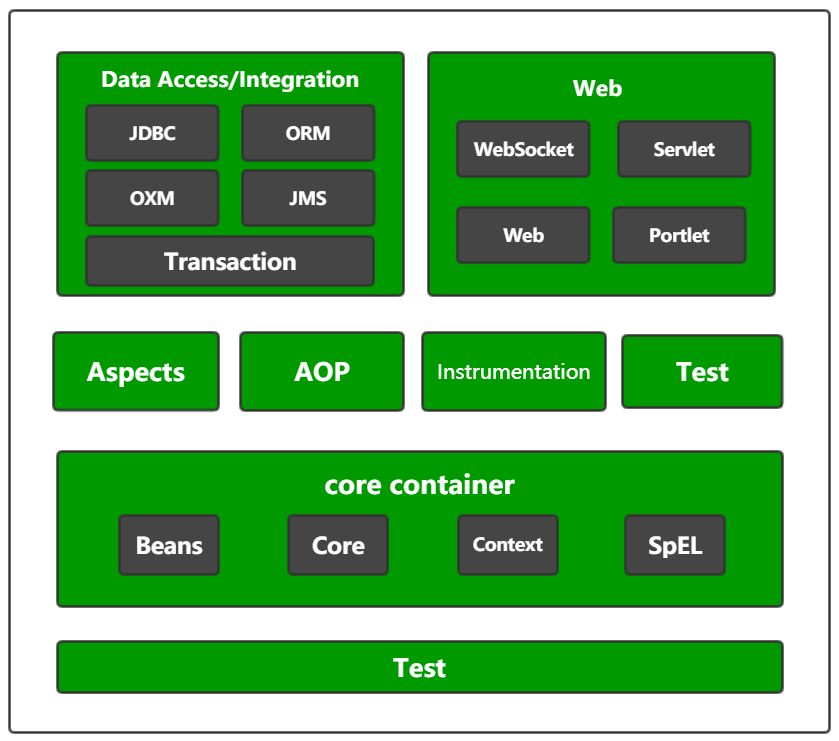 Data Access/Integration
JDBC
ORM
OXM
JMS
Transaction
Web
WebSocket
Servlet
Web
Portlet
Aspects
AOP
Instrumentation
Test
core container
Beans
Core
Context
SpEL
Test